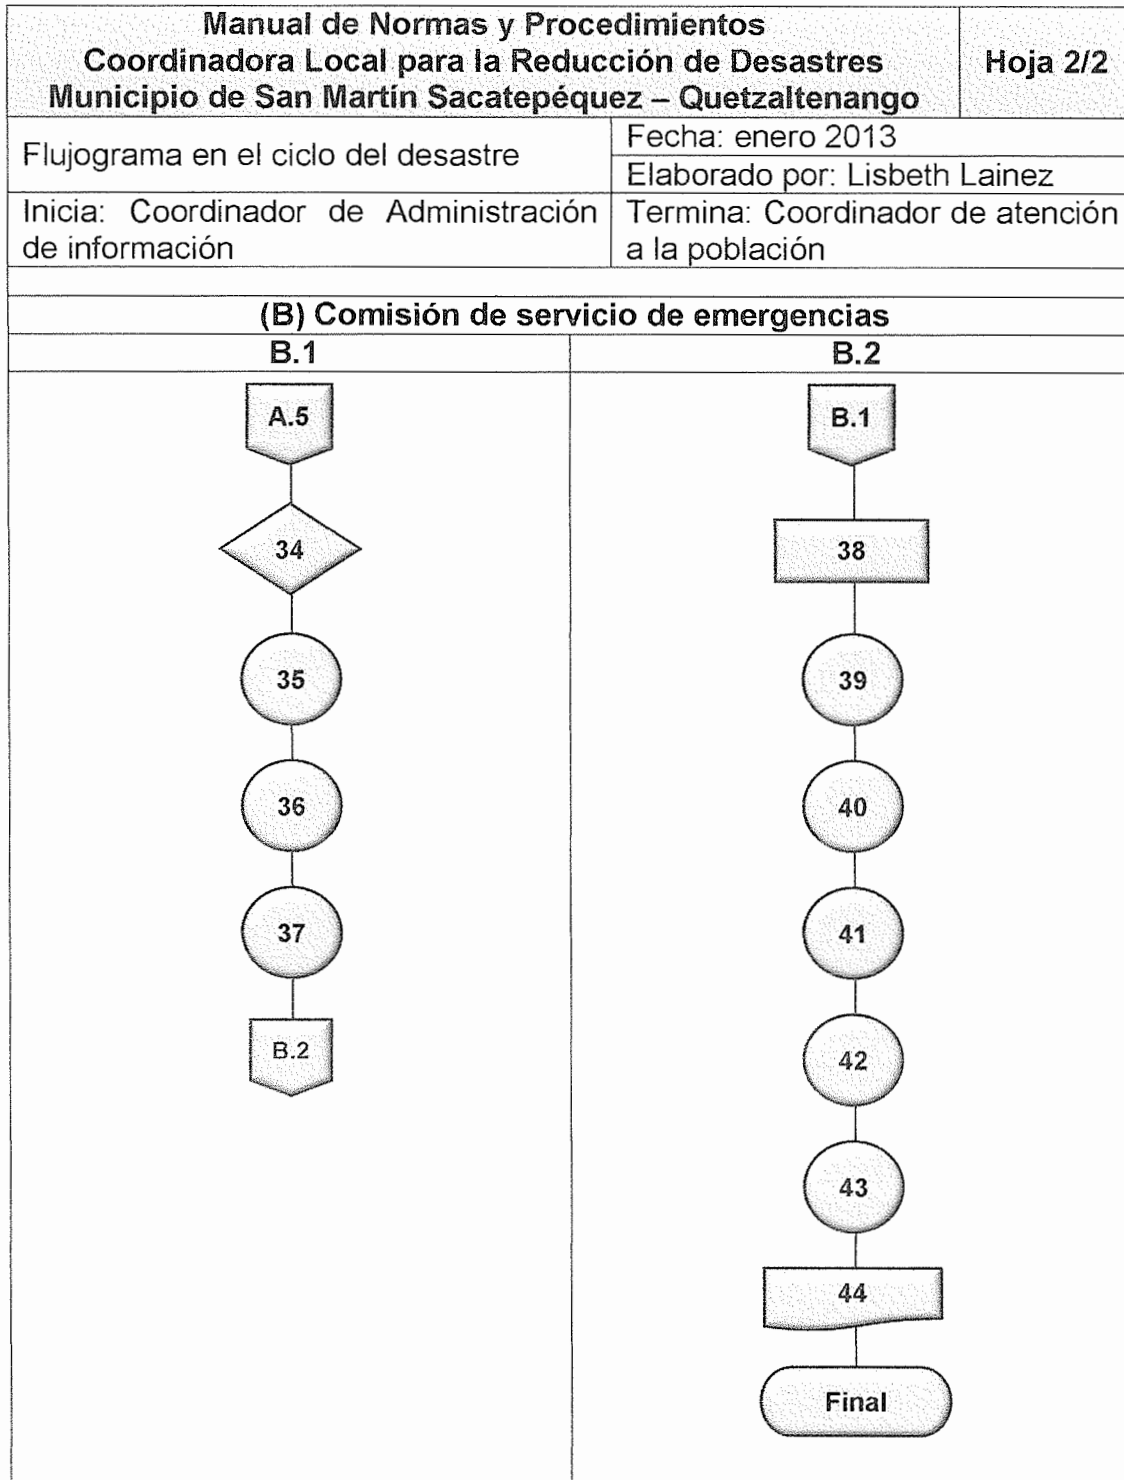 Manual de Normas y Procedimientos
Coordinadora Local para la Reducción de Desastres
Municipio de San Martín Sacatepéquez – Quetzaltenango
Hoja 2/2
Flujograma en el ciclo del desastre
Fecha: enero 2013
Elaborado por: Lisbeth Lainez
Inicia: Coordinador de Administración
de información
Termina: Coordinador de atención
a la población
(B) Comisión de servicio de emergencias
B.1
A.5
34
35
36
37
B.2
B.2
B.1
38
39
40
41
42
43
44
Final